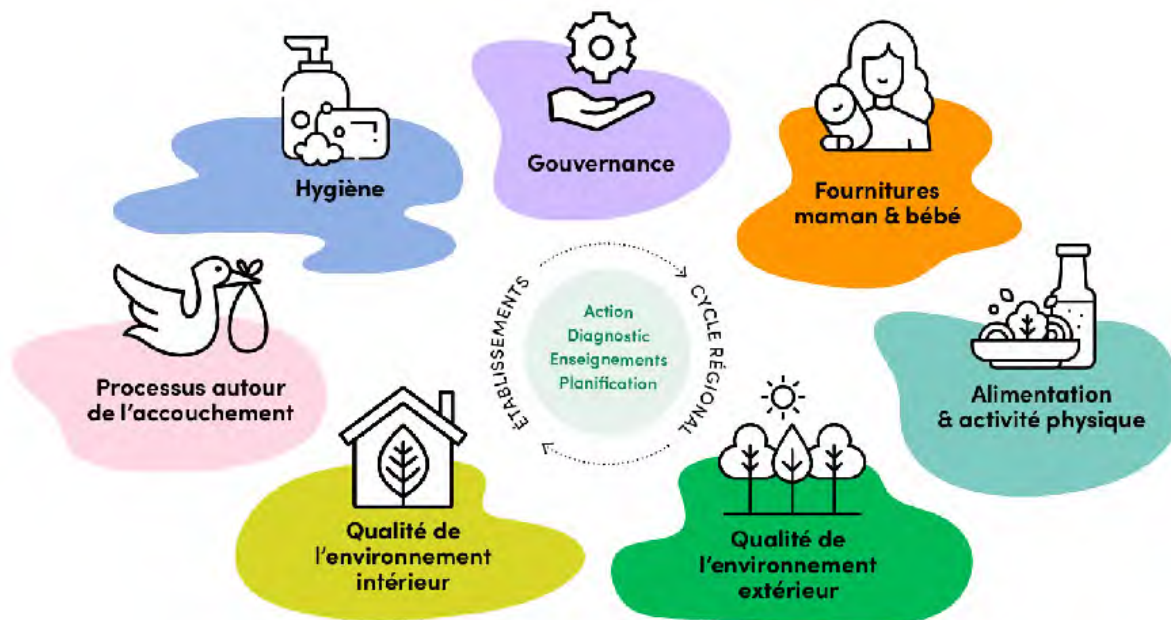 Gouvernance
Hygiène
Fournitures
maman & bébé
ÉTABLISSEMENTS
CYCLE RÉGIONAL
Action
Diagnostic
Enseignements
Planification
Processus autour
de l'accouchement
Alimentation
& activité physique
Qualité de
l'environnement
intérieur
Qualité de
l'environnement
extérieur